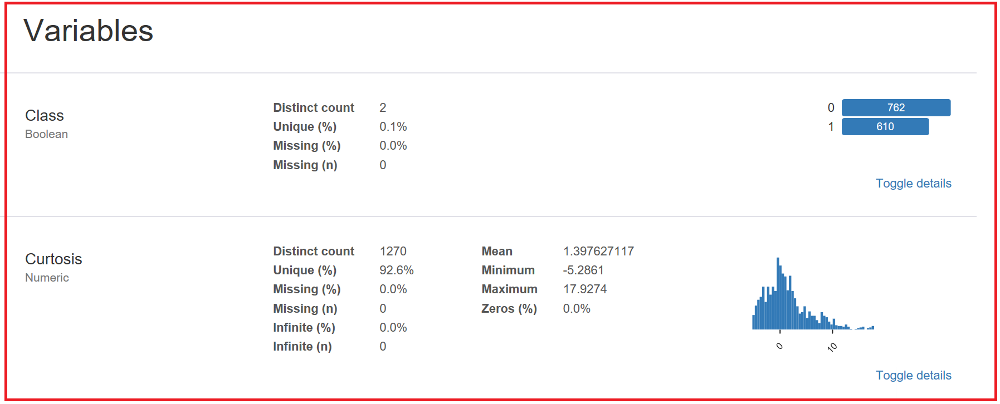 Variables
Class
Boolean
Distinct count 2
Unique (%) 0.1%
Missing (%) 0.0%
Missing (n) 0
0 762
1 610
Toggle details
Curtosis
Numeric
Distinct count 1270
Unique (%) 92.6%
Missing (%) 0.0%
Missing (n) 0
Infinite (%) 0.0%
Infinite (n) 0
Mean 1.397627117
Minimum -5.2861
Maximum 17.9274
Zeros (%) 0.0%
0 10
Toggle details